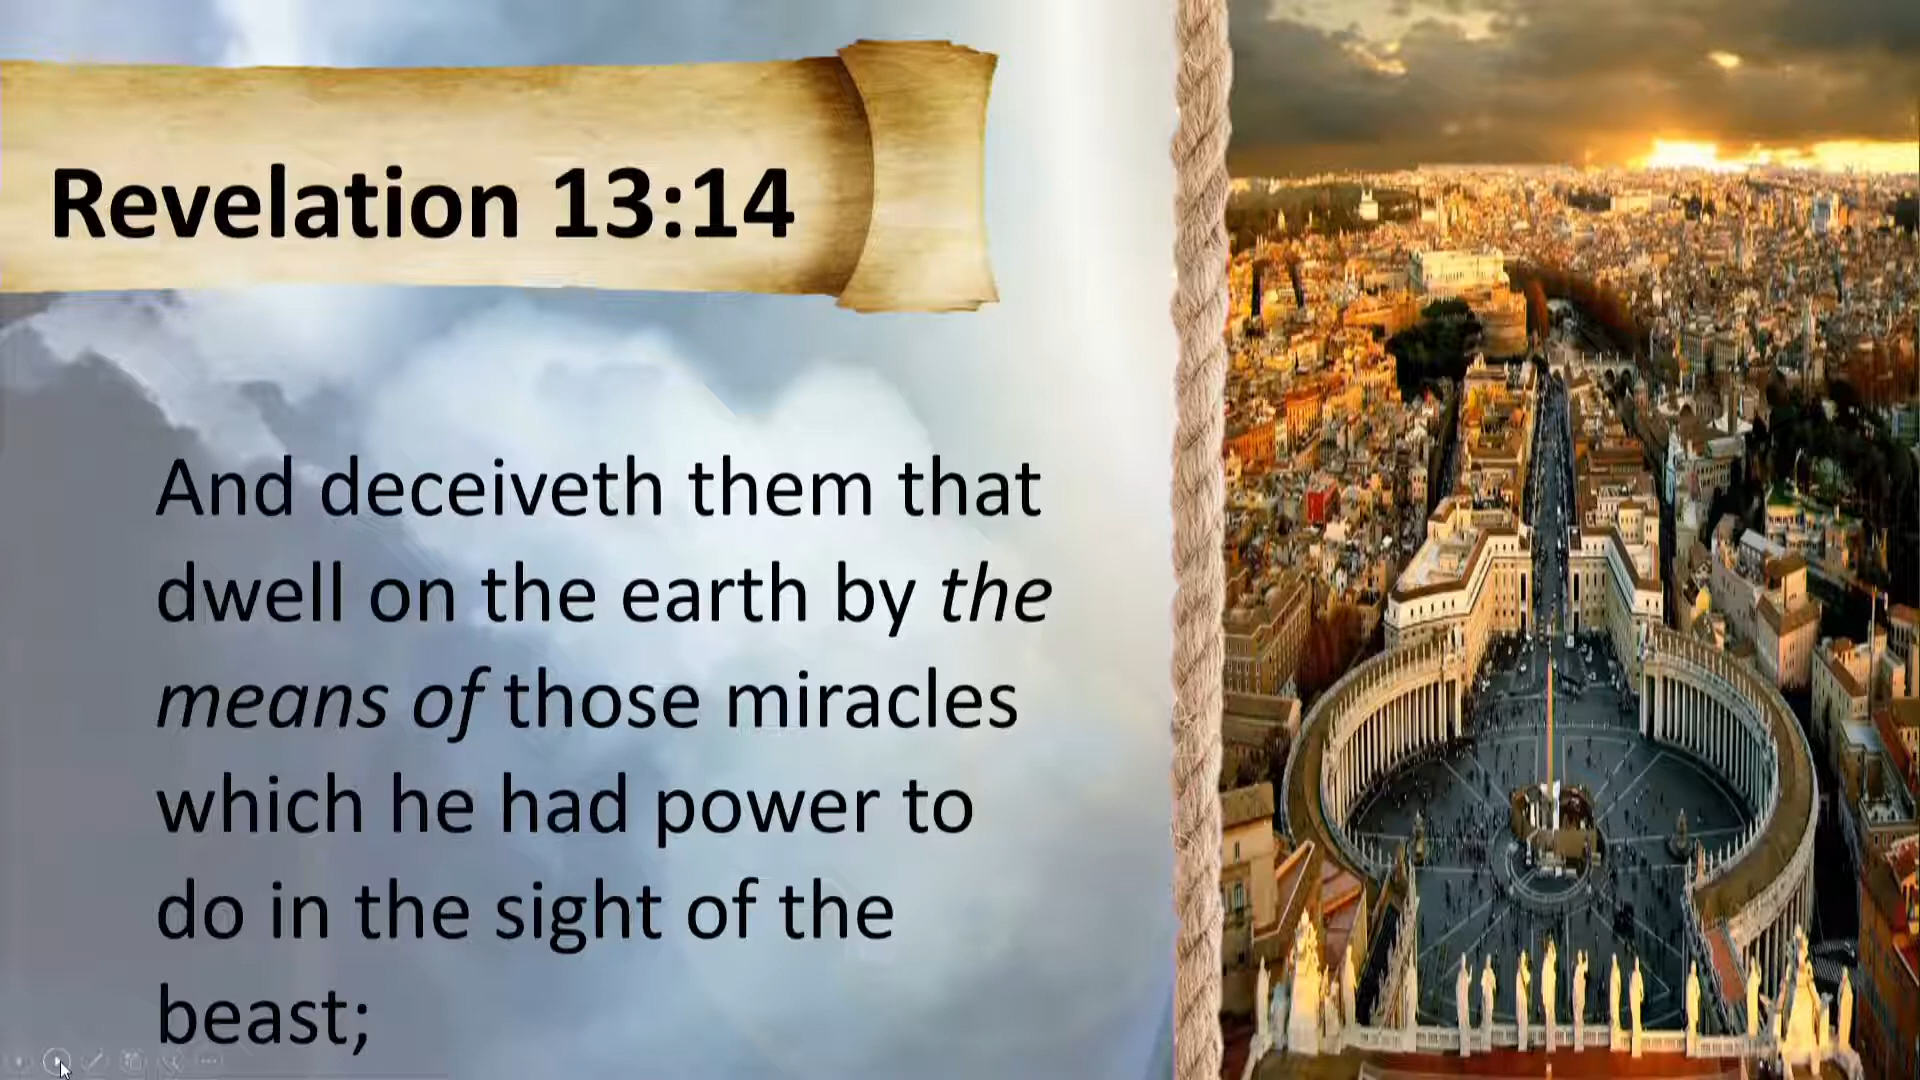 Revelation 13:14
And deceiveth them that
dwell on the earth by the
means of those miracles
which he had power to
do in the sight of the
beast;